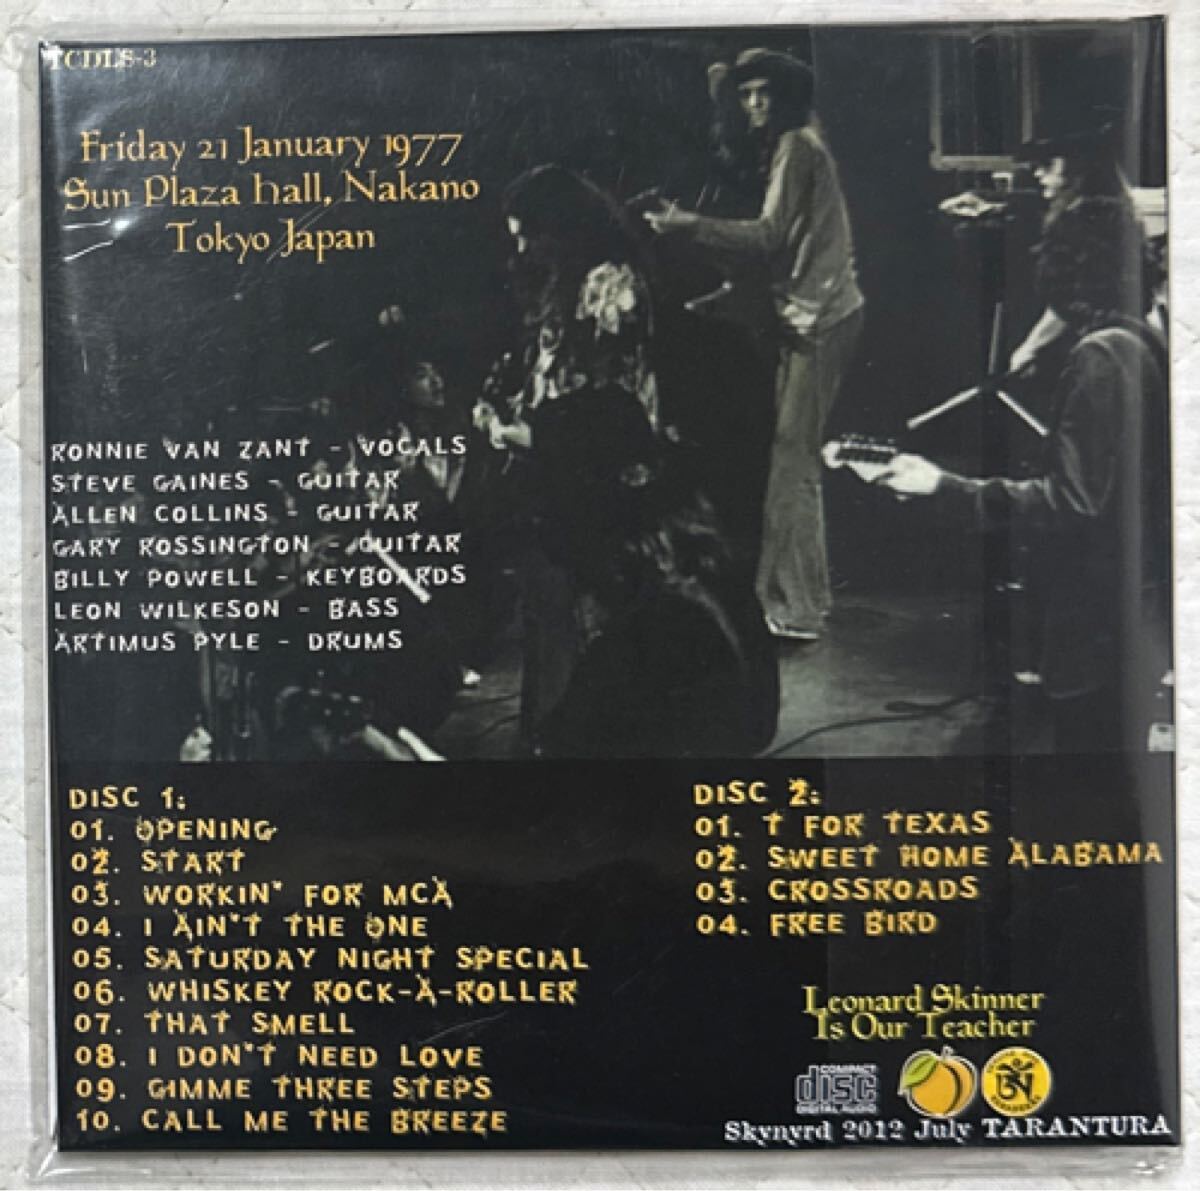 TCDLS-3
Friday 21 January 1977
Sun Plaza hall, Nakano
Tokyo Japan
RONNIE VAN ZANT - VOCALS
STEVE GAINES - GUITAR
ALLEN COLLINS - GUITAR
GARY ROSSINGTON - GUITAR
BILLY POWELL - KEYBOARDS
LEON WILKESON - BASS
ARTIMUS PYLE - DRUMS
DISC 1:
01. OPENING
02. START
03. WORKIN' FOR MCA
04. I AIN'T THE ONE
05. SATURDAY NIGHT SPECIAL
06. WHISKEY ROCK-A-ROLLER
07. THAT SMELL
08. I DON'T NEED LOVE
09. GIMME THREE STEPS
10. CALL ME THE BREEZE
DISC 2:
01. T FOR TEXAS
02. SWEET HOME ALABAMA
03. CROSSROADS
04. FREE BIRD
Leonard Skinner
Is Our Teacher
COMPACT
disc
DIGITAL AUDIO
Skynyrd 2012 July TARANTURA